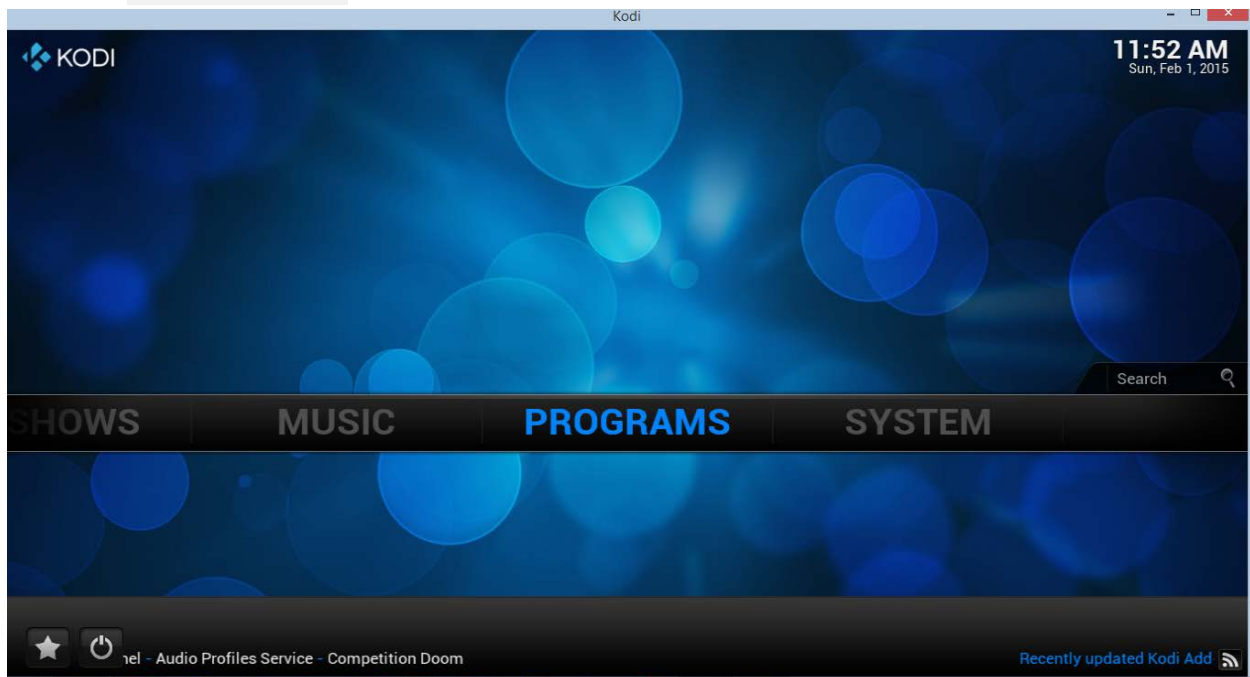 Kodi
KODI
11:52 AM
Sun, Feb 1, 2015
Search
SHOWS MUSIC PROGRAMS SYSTEM
nel - Audio Profiles Service - Competition Doom
Recently updated Kodi Add